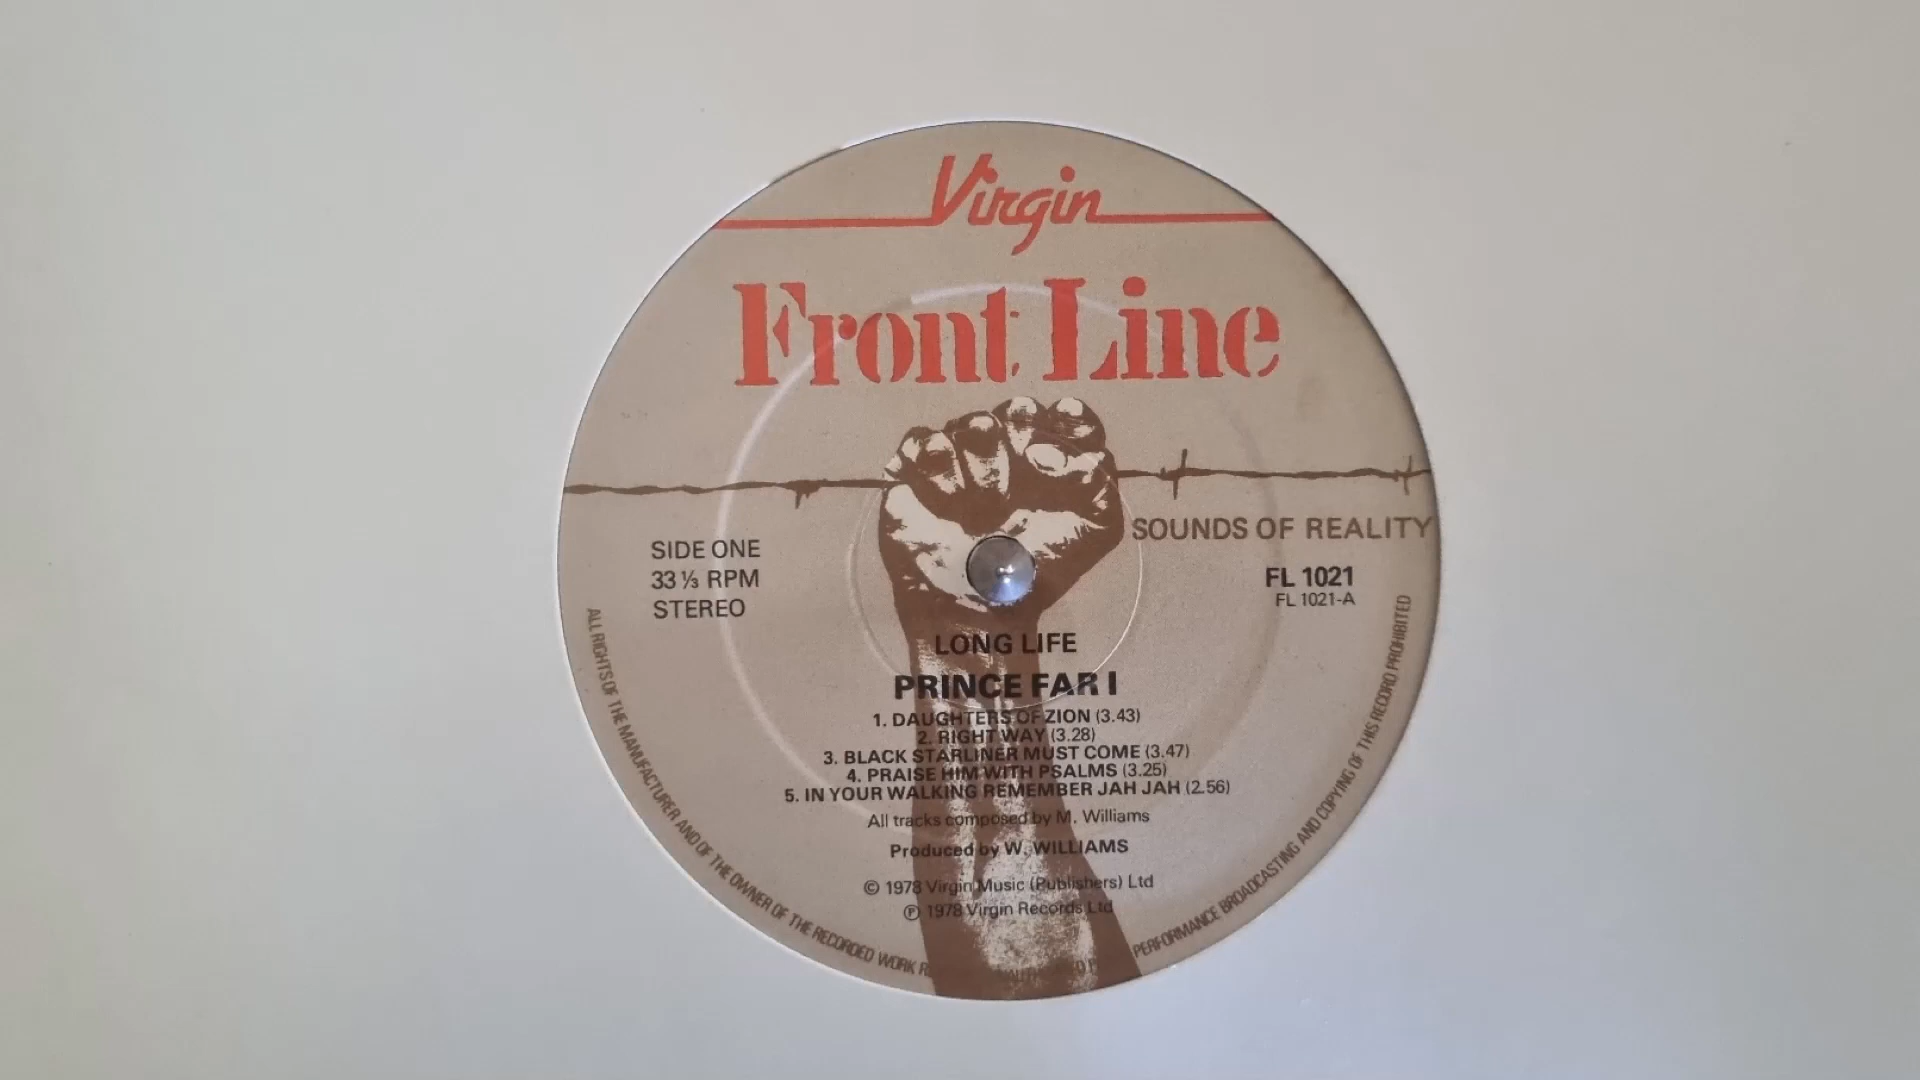 Virgin
Front Line
SOUNDS OF REALITY
SIDE ONE
33 ⅓ RPM
STEREO
FL 1021
FL 1021-A
LONG LIFE
PRINCE FAR I
1. DAUGHTERS OF ZION (3.43)
2. RIGHT WAY (3.28)
3. BLACK STARLINER MUST COME (3.47)
4. PRAISE HIM WITH PSALMS (3.25)
5. IN YOUR WALKING REMEMBER JAH JAH (2.56)
All tracks composed by M. Williams
Produced by W. WILLIAMS
© 1978 Virgin Music (Publishers) Ltd
℗ 1978 Virgin Records Ltd
ALL RIGHTS OF THE MANUFACTURER AND OF THE OWNER OF THE RECORDED WORK PERFORMANCE BROADCASTING AND COPYING OF THIS RECORD PROHIBITED